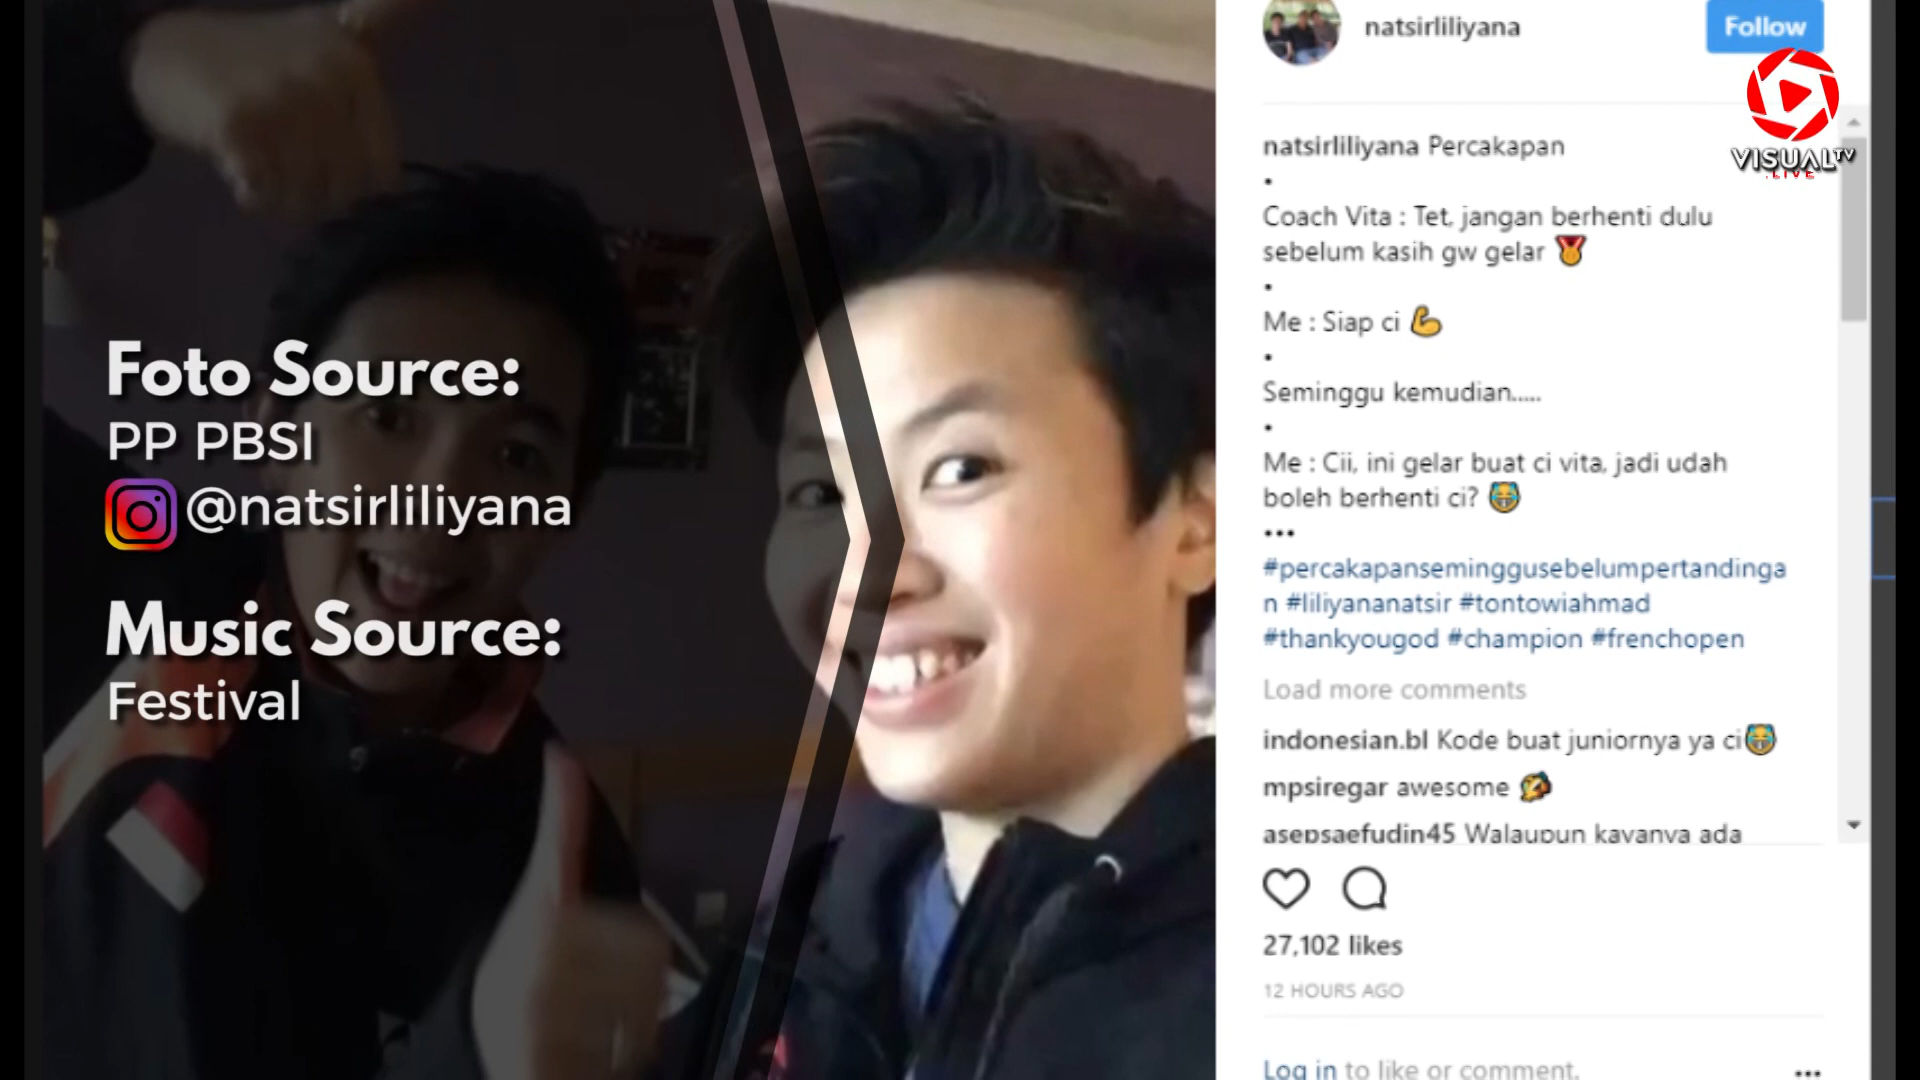 Foto Source:
PP PBSI
@natsirliliyana
Music Source:
Festival
natsirliliyana
Follow
VISUAL TV
LIVE
natsirliliyana Percakapan
•
Coach Vita : Tet, jangan berhenti dulu
sebelum kasih gw gelar 🏅
•
Me : Siap ci 💪
•
Seminggu kemudian.....
•
Me : Cii, ini gelar buat ci vita, jadi udah
boleh berhenti ci? 😹
•••
#percakapanseminggusebelumpertandinga
n #liliyananatsir #tontowiahmad
#thankyougod #champion #frenchopen
Load more comments
indonesian.bl Kode buat juniornya ya ci😹
mpsiregar awesome
asepsaefudin45 Walaupun kayanya ada
27,102 likes
12 HOURS AGO
Log in to like or comment.
•••